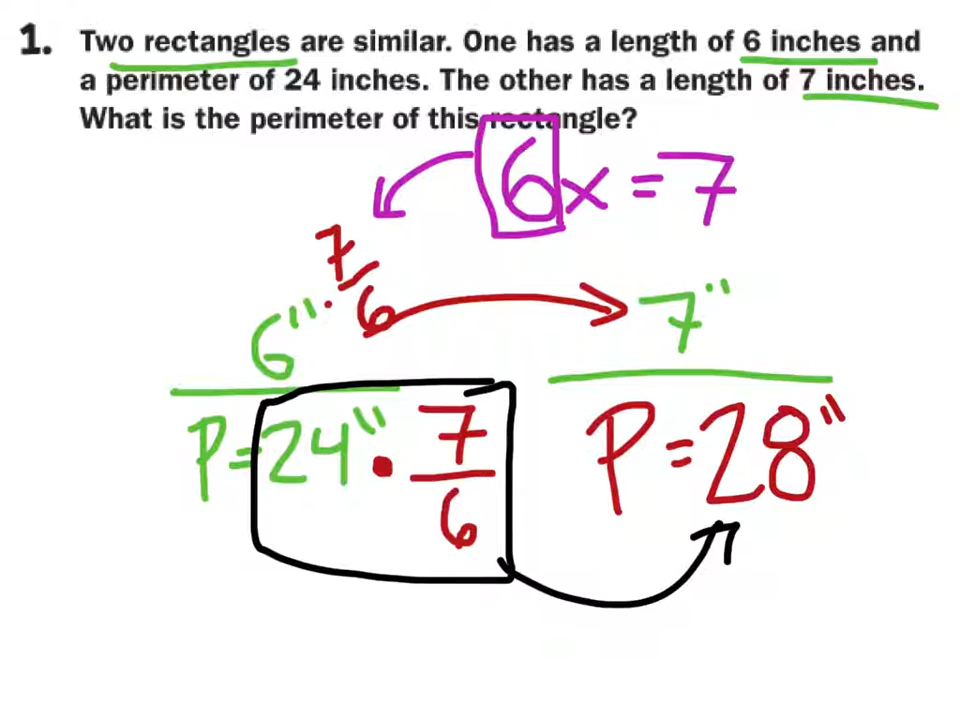 1. Two rectangles are similar. One has a length of 6 inches and
a perimeter of 24 inches. The other has a length of 7 inches.
What is the perimeter of this rectangle?
6x = 7
6" · 7/6
7"
P = 24" · 7/6
P = 28"